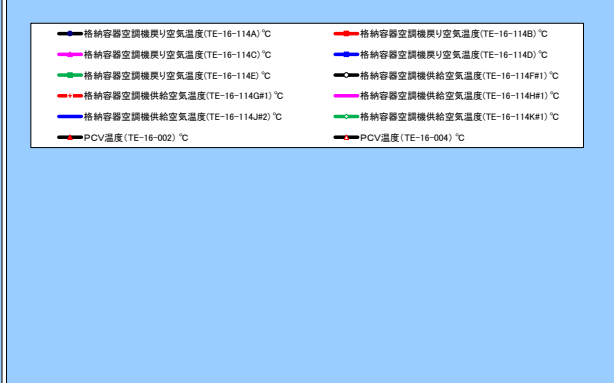 格納容器空調機戻り空気温度(TE-16-114A) ℃ 格納容器空調機戻り空気温度(TE-16-114B) ℃
格納容器空調機戻り空気温度(TE-16-114C) ℃ 格納容器空調機戻り空気温度(TE-16-114D) ℃
格納容器空調機戻り空気温度(TE-16-114E) ℃ 格納容器空調機供給空気温度(TE-16-114F#1) ℃
格納容器空調機供給空気温度(TE-16-114G#1) ℃ 格納容器空調機供給空気温度(TE-16-114H#1) ℃
格納容器空調機供給空気温度(TE-16-114J#2) ℃ 格納容器空調機供給空気温度(TE-16-114K#1) ℃
PCV温度(TE-16-002) ℃ PCV温度(TE-16-004) ℃